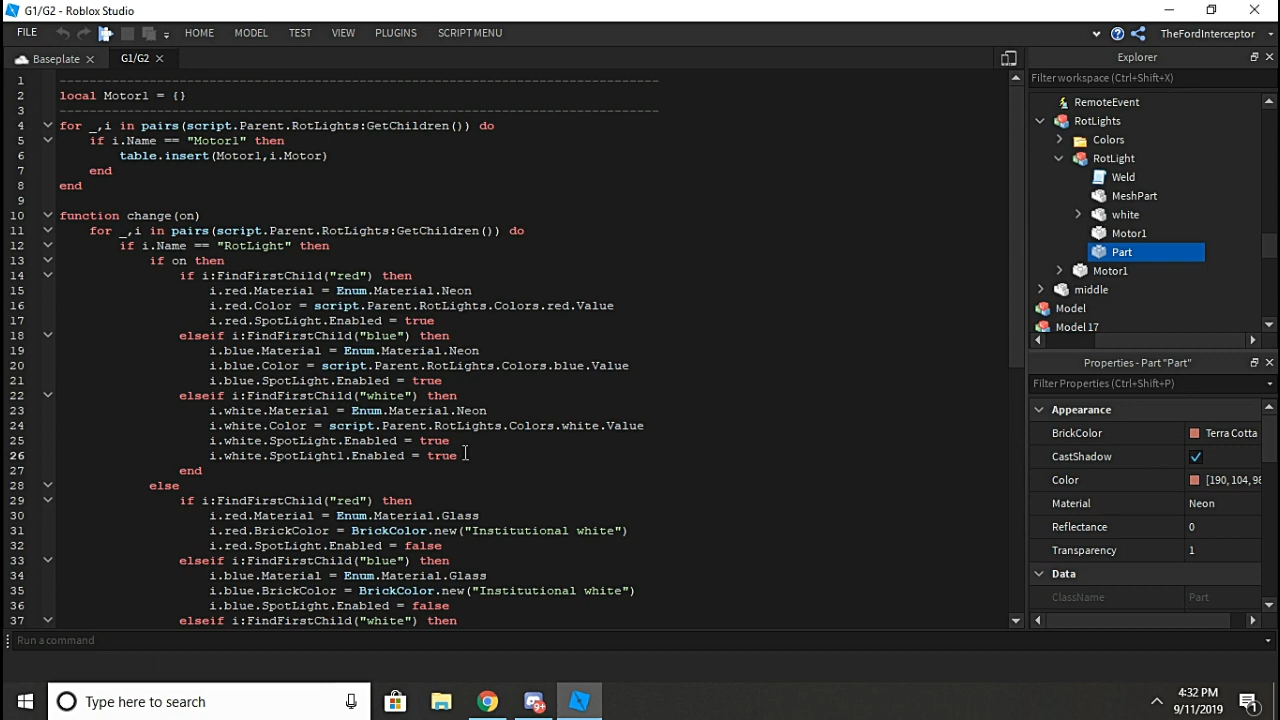 G1/G2 - Roblox Studio
FILE HOME MODEL TEST VIEW PLUGINS SCRIPT MENU TheFordInterceptor
Baseplate G1/G2
1 --------------------------------------------------------------------------------
2 local Motor1 = {}
3 --------------------------------------------------------------------------------
4 for _,i in pairs(script.Parent.RotLights:GetChildren()) do
5 if i.Name == "Motor1" then
6 table.insert(Motor1,i.Motor)
7 end
8 end
9
10 function change(on)
11 for _,i in pairs(script.Parent.RotLights:GetChildren()) do
12 if i.Name == "RotLight" then
13 if on then
14 if i:FindFirstChild("red") then
15 i.red.Material = Enum.Material.Neon
16 i.red.Color = script.Parent.RotLights.Colors.red.Value
17 i.red.SpotLight.Enabled = true
18 elseif i:FindFirstChild("blue") then
19 i.blue.Material = Enum.Material.Neon
20 i.blue.Color = script.Parent.RotLights.Colors.blue.Value
21 i.blue.SpotLight.Enabled = true
22 elseif i:FindFirstChild("white") then
23 i.white.Material = Enum.Material.Neon
24 i.white.Color = script.Parent.RotLights.Colors.white.Value
25 i.white.SpotLight.Enabled = true
26 i.white.SpotLight1.Enabled = true
27 end
28 else
29 if i:FindFirstChild("red") then
30 i.red.Material = Enum.Material.Glass
31 i.red.BrickColor = BrickColor.new("Institutional white")
32 i.red.SpotLight.Enabled = false
33 elseif i:FindFirstChild("blue") then
34 i.blue.Material = Enum.Material.Glass
35 i.blue.BrickColor = BrickColor.new("Institutional white")
36 i.blue.SpotLight.Enabled = false
37 elseif i:FindFirstChild("white") then
Run a command
Explorer
Filter workspace (Ctrl+Shift+X)
RemoteEvent
RotLights
Colors
RotLight
Weld
MeshPart
white
Motor1
Part
Motor1
middle
Model
Model 17
Properties - Part "Part"
Filter Properties (Ctrl+Shift+P)
Appearance
BrickColor Terra Cotta
CastShadow
Color [190, 104, 98
Material Neon
Reflectance 0
Transparency 1
Data
ClassName Part
Type here to search
9+
4:32 PM
9/11/2019
1